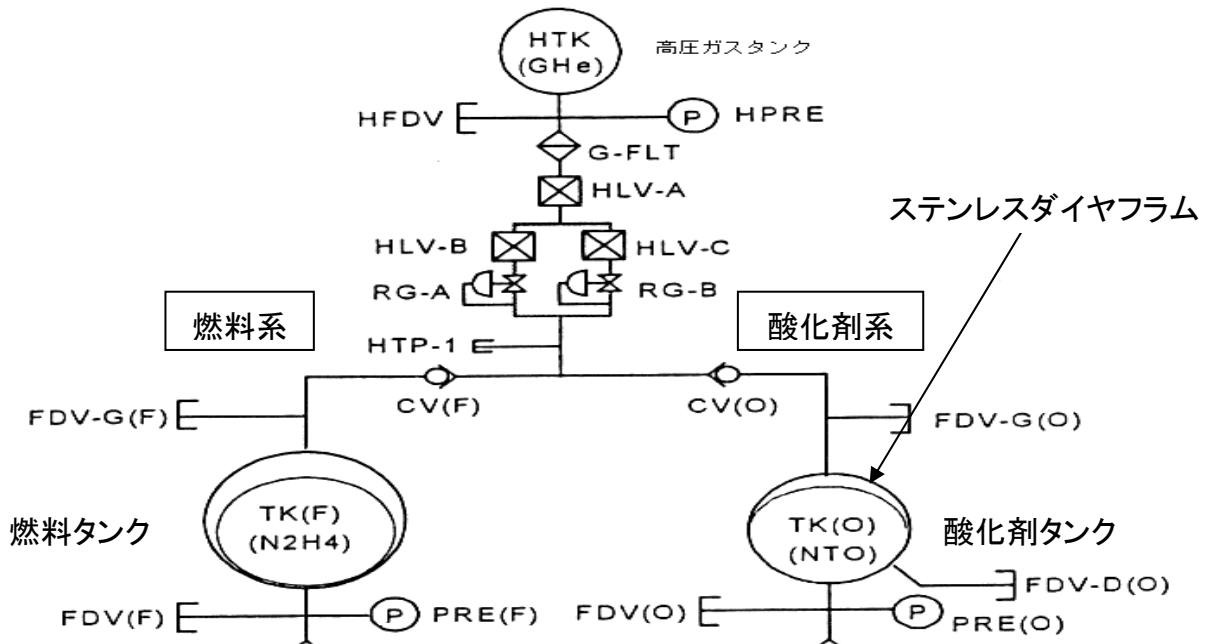 HTK
(GHe)
高圧ガスタンク
HFDV
P
HPRE
G-FLT
HLV-A
ステンレスダイヤフラム
HLV-B
HLV-C
RG-A
RG-B
燃料系
酸化剤系
HTP-1
CV(F)
CV(O)
FDV-G(F)
FDV-G(O)
燃料タンク
TK(F)
(N2H4)
TK(O)
(NTO)
酸化剤タンク
FDV-D(O)
FDV(F)
P
PRE(F)
FDV(O)
P
PRE(O)